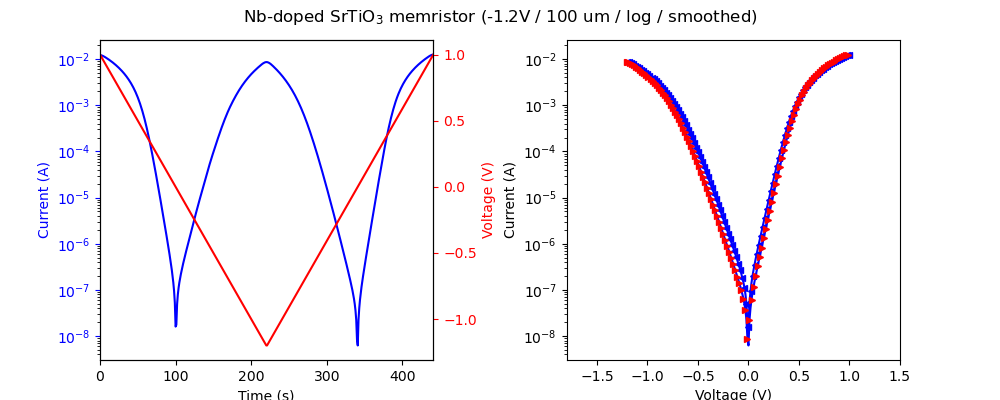 Nb-doped SrTiO₃ memristor (-1.2V / 100 um / log / smoothed)
Current (A)
10⁻²
10⁻³
10⁻⁴
10⁻⁵
10⁻⁶
10⁻⁷
10⁻⁸
0 100 200 300 400
Time (s)
1.0
0.5
0.0
−0.5
−1.0
Voltage (V)
Current (A)
10⁻²
10⁻³
10⁻⁴
10⁻⁵
10⁻⁶
10⁻⁷
10⁻⁸
−1.5 −1.0 −0.5 0.0 0.5 1.0 1.5
Voltage (V)